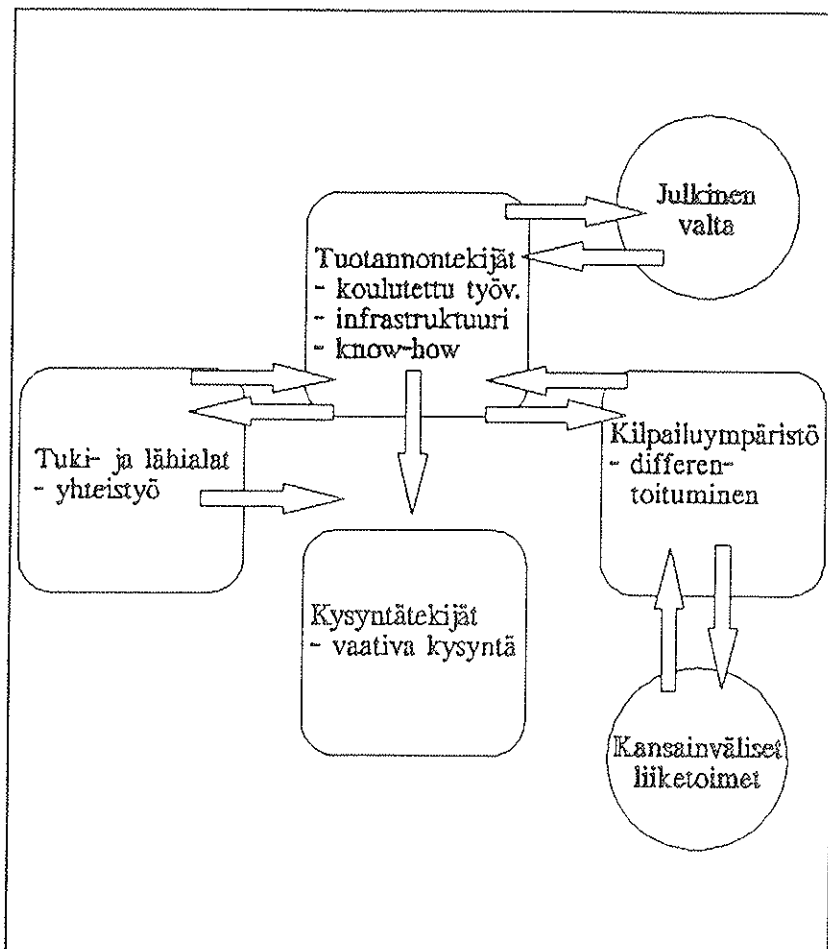 Julkinen
valta
Tuotannontekijät
- koulutettu työv.
- infrastruktuuri
- know-how
Tuki- ja lähialat
- yhteistyö
Kilpailuympäristö
- differen-
toituminen
Kysyntätekijät
- vaativa kysyntä
Kansainväliset
liiketoimet